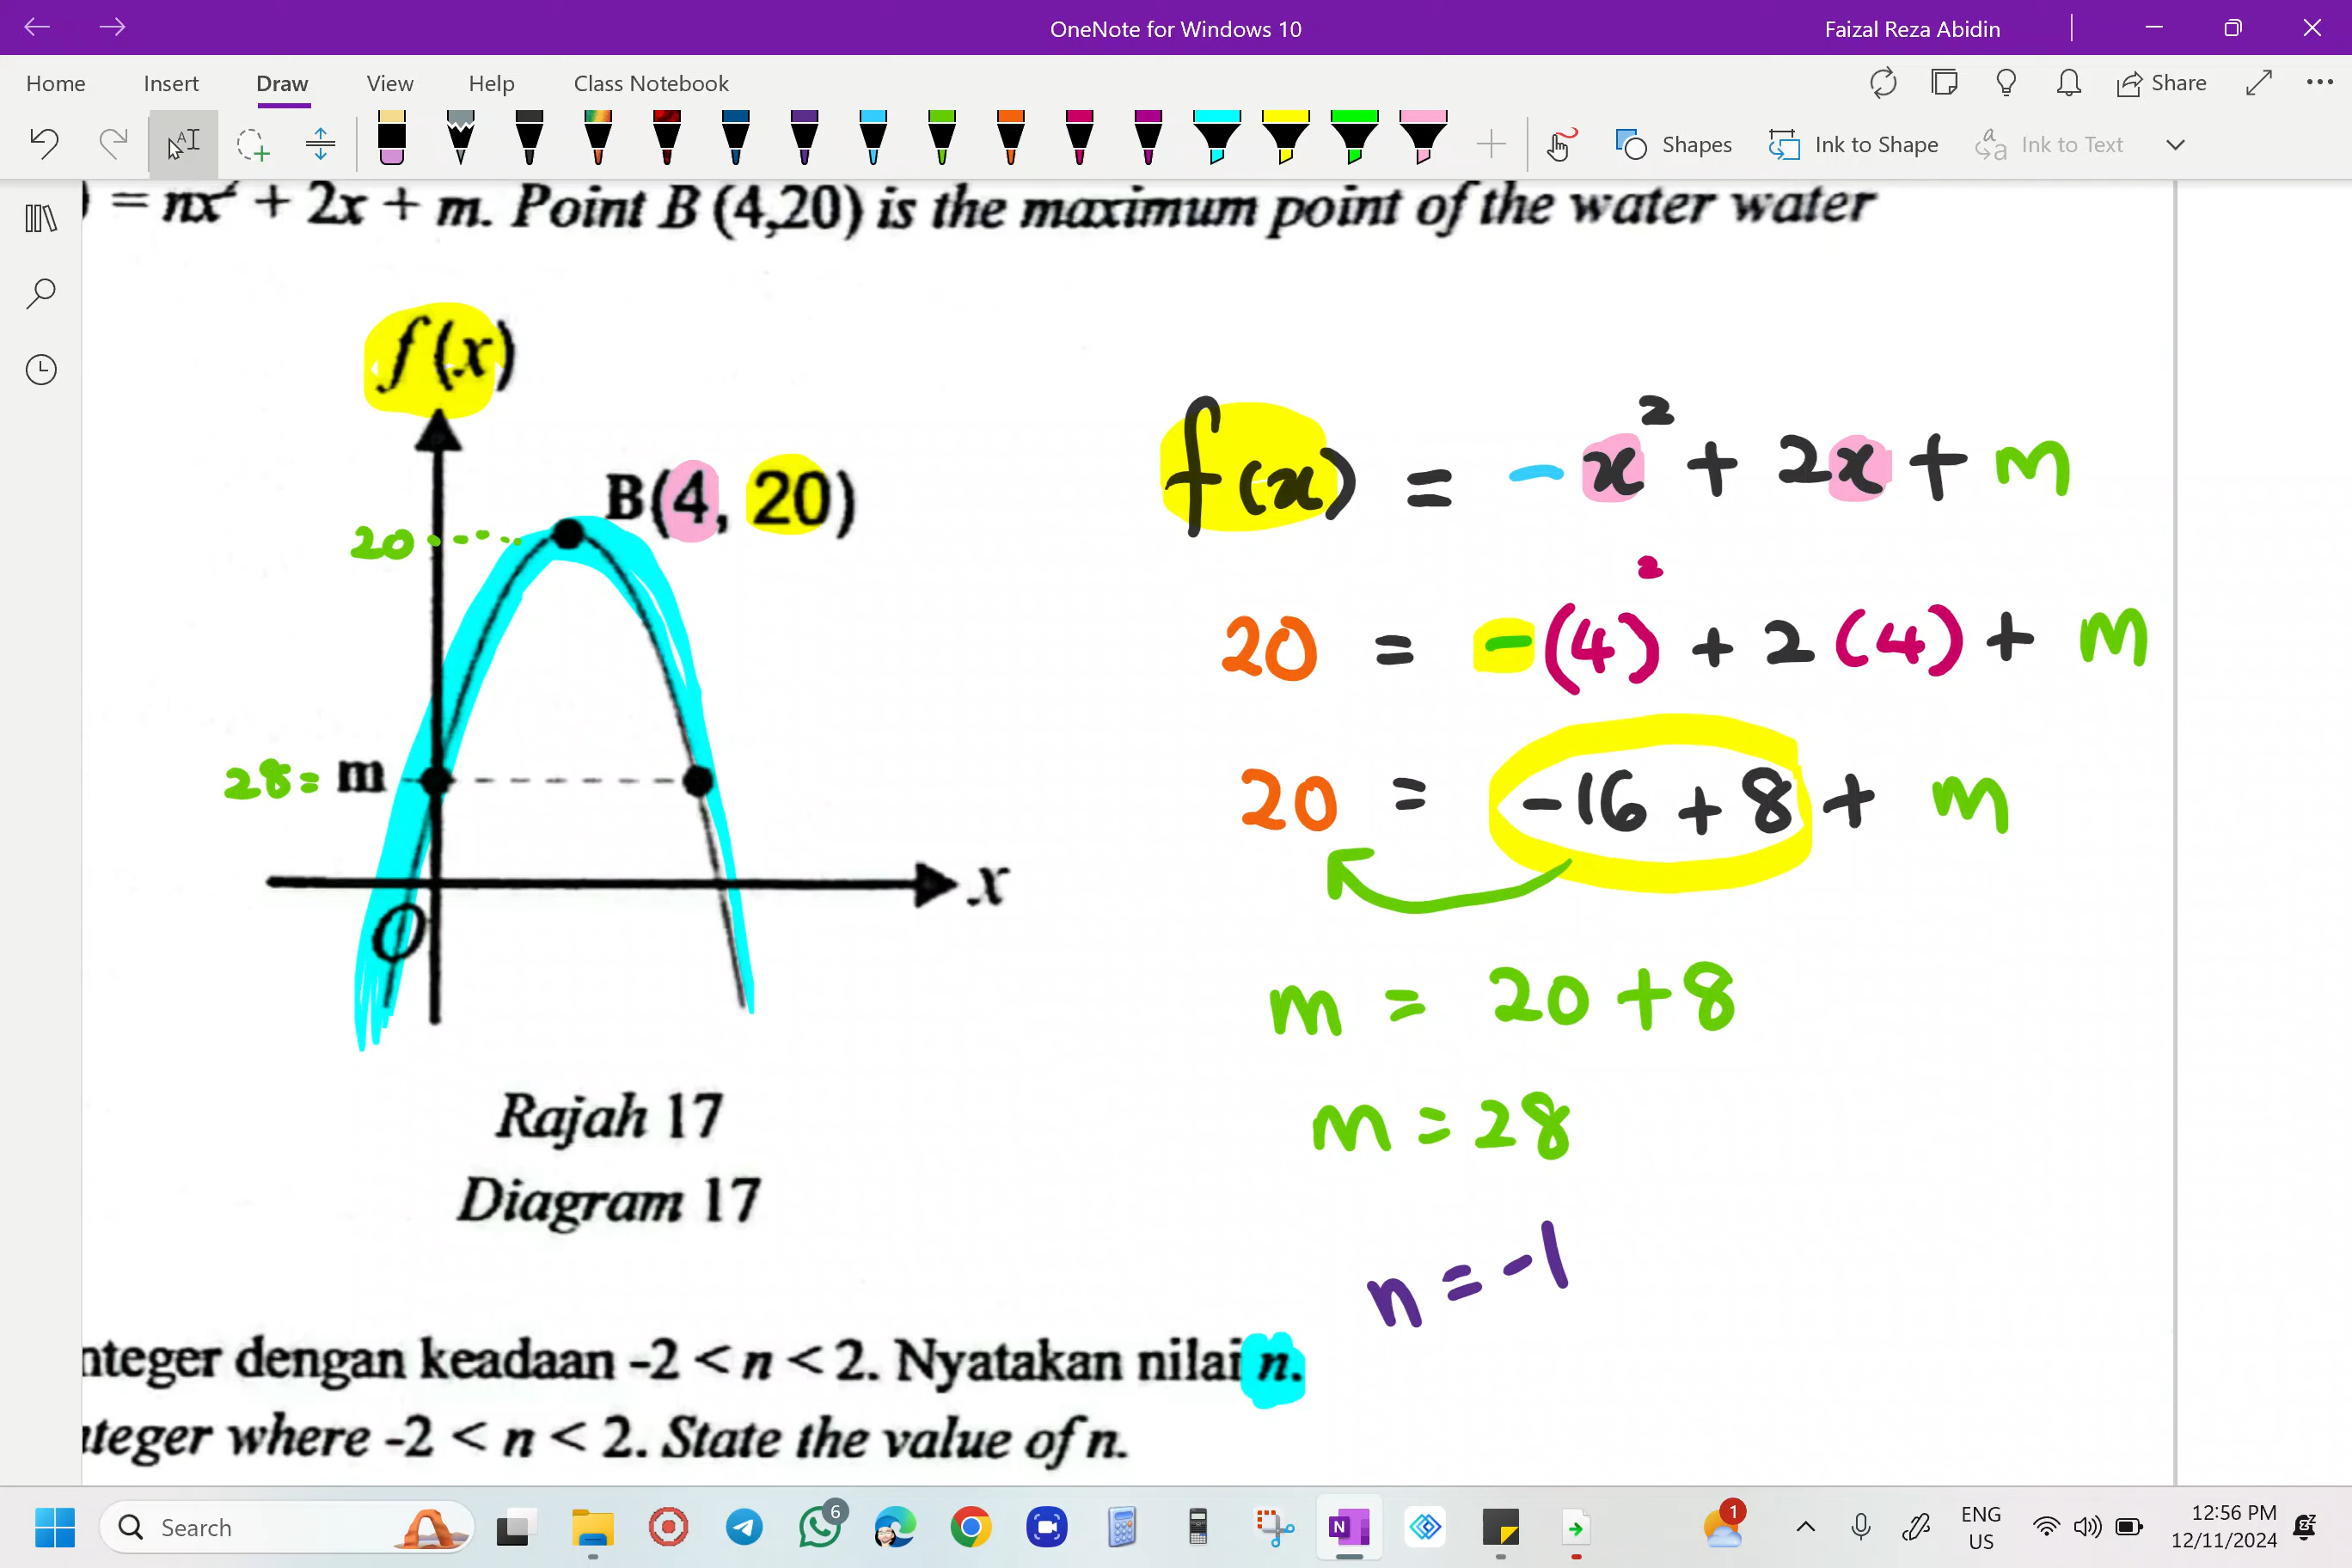 OneNote for Windows 10
Faizal Reza Abidin
Home Insert Draw View Help Class Notebook
Share
Shapes Ink to Shape Ink to Text
) = nx² + 2x + m. Point B (4,20) is the maximum point of the water water
f(x)
B(4, 20)
20
28 = m
O
x
Rajah 17
Diagram 17
f(x) = -x² + 2x + m
20 = -(4)² + 2(4) + m
20 = -16 + 8 + m
m = 20 + 8
m = 28
n = -1
nteger dengan keadaan -2 < n < 2. Nyatakan nilai n.
nteger where -2 < n < 2. State the value of n.
Search
6
1
ENG
US
12:56 PM
12/11/2024